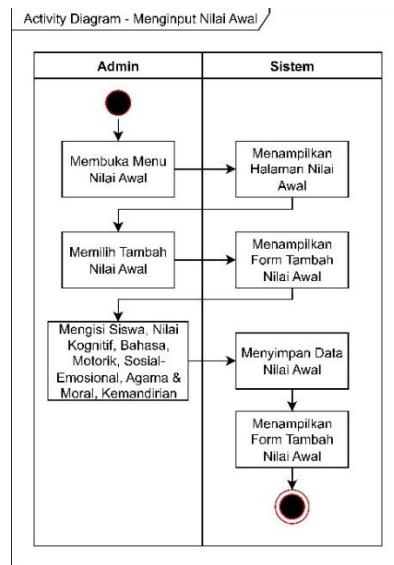 Activity Diagram - Menginput Nilai Awal
Admin
Sistem
Membuka Menu
Nilai Awal
Menampilkan
Halaman Nilai
Awal
Memilih Tambah
Nilai Awal
Menampilkan
Form Tambah
Nilai Awal
Mengisi Siswa, Nilai
Kognitif, Bahasa,
Motorik, Sosial-
Emosional, Agama &
Moral, Kemandirian
Menyimpan Data
Nilai Awal
Menampilkan
Form Tambah
Nilai Awal